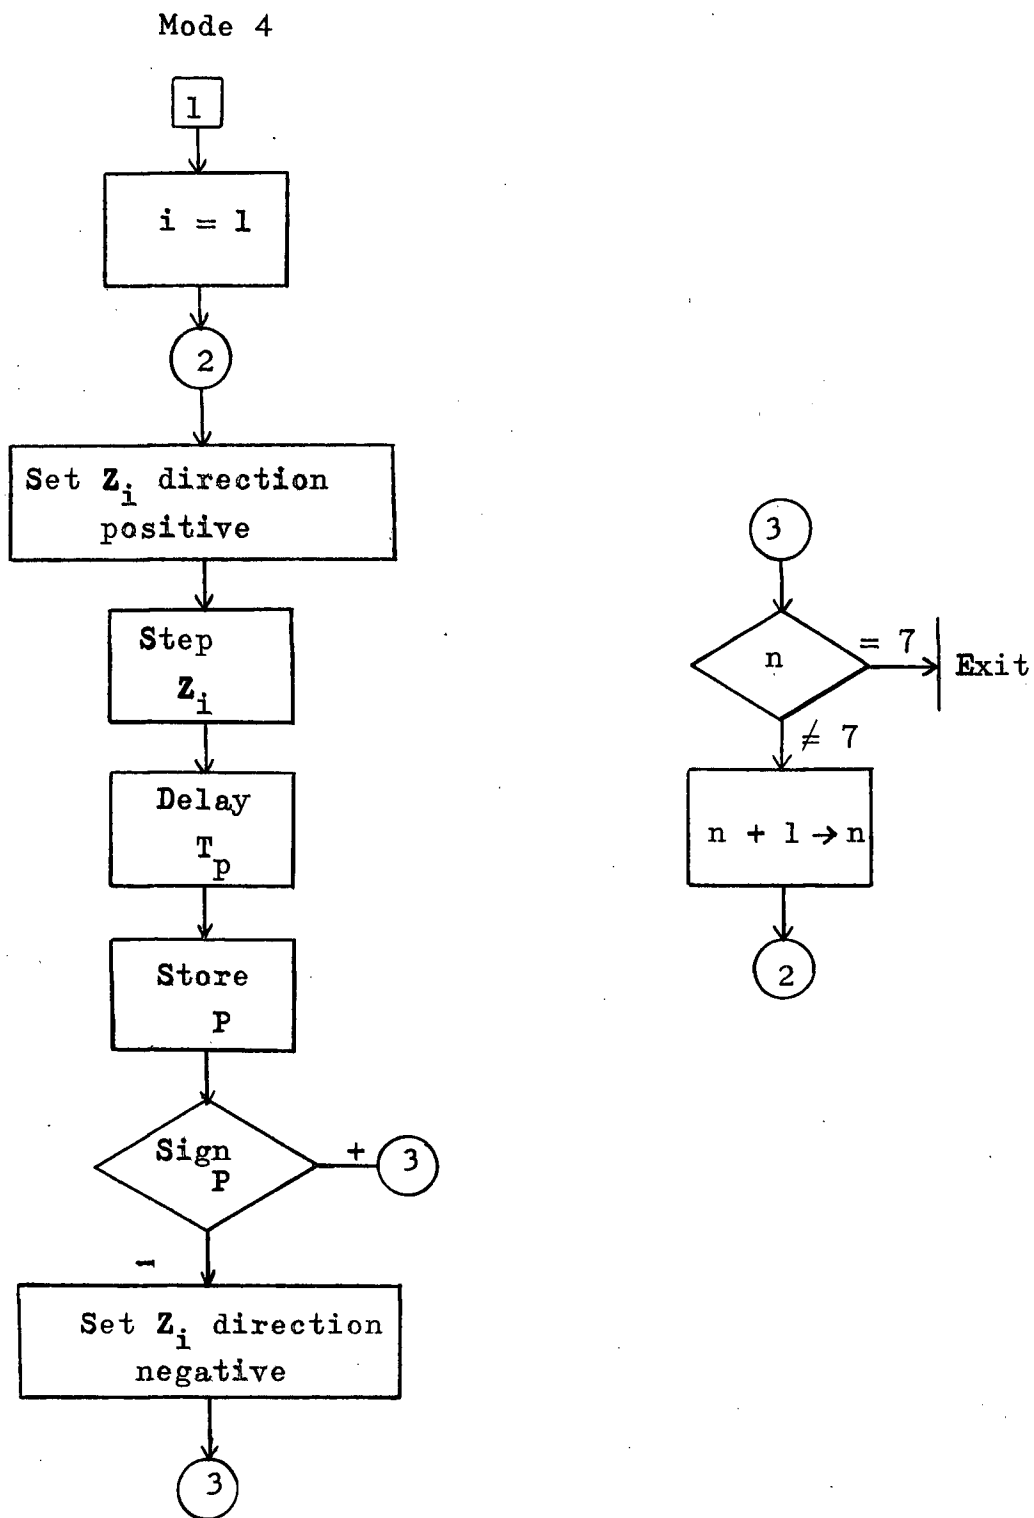 Mode 4
1
i = 1
2
Set Z_i direction
positive
Step
Z_i
Delay
T_p
Store
P
Sign
P
+
3
-
Set Z_i direction
negative
3
3
n
= 7
Exit
≠ 7
n + 1 → n
2